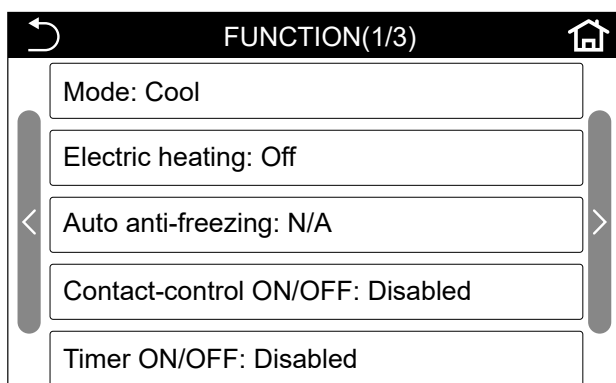 FUNCTION(1/3)
Mode: Cool
Electric heating: Off
Auto anti-freezing: N/A
Contact-control ON/OFF: Disabled
Timer ON/OFF: Disabled